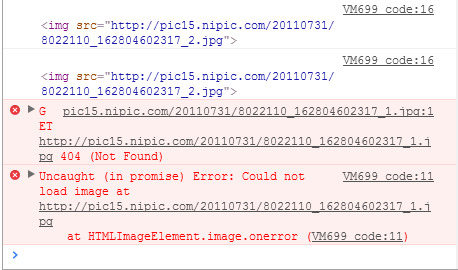 VM699 code:16
<img src="http://pic15.nipic.com/20110731/
8022110_162804602317_2.jpg">
VM699 code:16
<img src="http://pic15.nipic.com/20110731/
8022110_162804602317_2.jpg">
G pic15.nipic.com/20110731/8022110_162804602317_1.jpg:1
ET
http://pic15.nipic.com/20110731/8022110_162804602317_1.j
pg 404 (Not Found)
Uncaught (in promise) Error: Could not VM699 code:11
load image at
http://pic15.nipic.com/20110731/8022110_162804602317_1.j
pg
at HTMLImageElement.image.onerror (VM699 code:11)